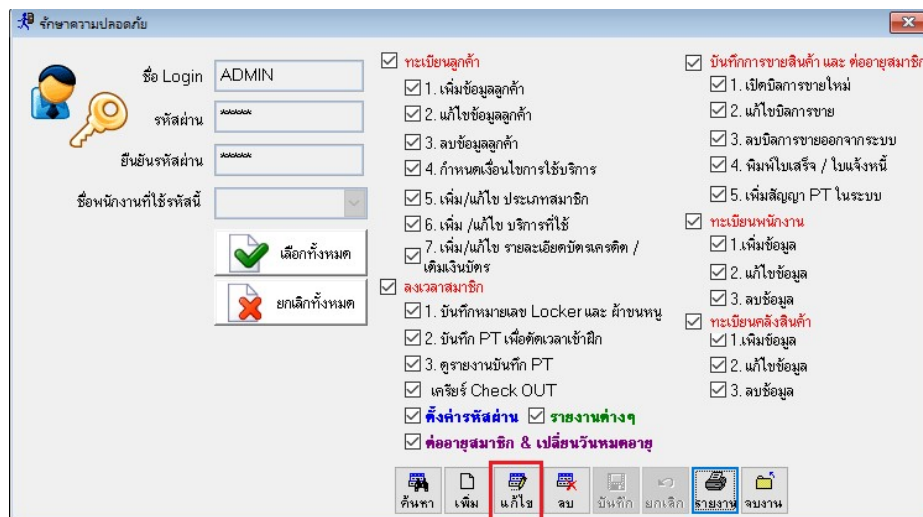 รักษาความปลอดภัย
ชื่อ Login
ADMIN
รหัสผ่าน
******
ยืนยันรหัสผ่าน
******
ชื่อพนักงานที่ใช้รหัสนี้
เลือกทั้งหมด
ยกเลิกทั้งหมด
ทะเบียนลูกค้า
1. เพิ่มข้อมูลลูกค้า
2. แก้ไขข้อมูลลูกค้า
3. ลบข้อมูลลูกค้า
4. กำหนดเงื่อนไขการใช้บริการ
5. เพิ่ม/แก้ไข ประเภทสมาชิก
6. เพิ่ม /แก้ไข บริการที่ใช้
7. เพิ่ม/แก้ไข รายละเอียดบัตรเครดิต /
เติมเงินบัตร
ลงเวลาสมาชิก
1. บันทึกหมายเลข Locker และ ผ้าขนหนู
2. บันทึก PT เพื่อตัดเวลาเข้าฝึก
3. ดูรายงานบันทึก PT
เคลียร์ Check OUT
ตั้งค่ารหัสผ่าน รายงานต่างๆ
ต่ออายุสมาชิก & เปลี่ยนวันหมดอายุ
บันทึกการขายสินค้า และ ต่ออายุสมาชิก
1. เปิดบิลการขายใหม่
2. แก้ไขบิลการขาย
3. ลบบิลการขายออกจากระบบ
4. พิมพ์ใบเสร็จ / ใบแจ้งหนี้
5. เพิ่มสัญญา PT ในระบบ
ทะเบียนพนักงาน
1.เพิ่มข้อมูล
2. แก้ไขข้อมูล
3. ลบข้อมูล
ทะเบียนคลังสินค้า
1.เพิ่มข้อมูล
2. แก้ไขข้อมูล
3. ลบข้อมูล
ค้นหา เพิ่ม แก้ไข ลบ บันทึก ยกเลิก รายงาน จบงาน